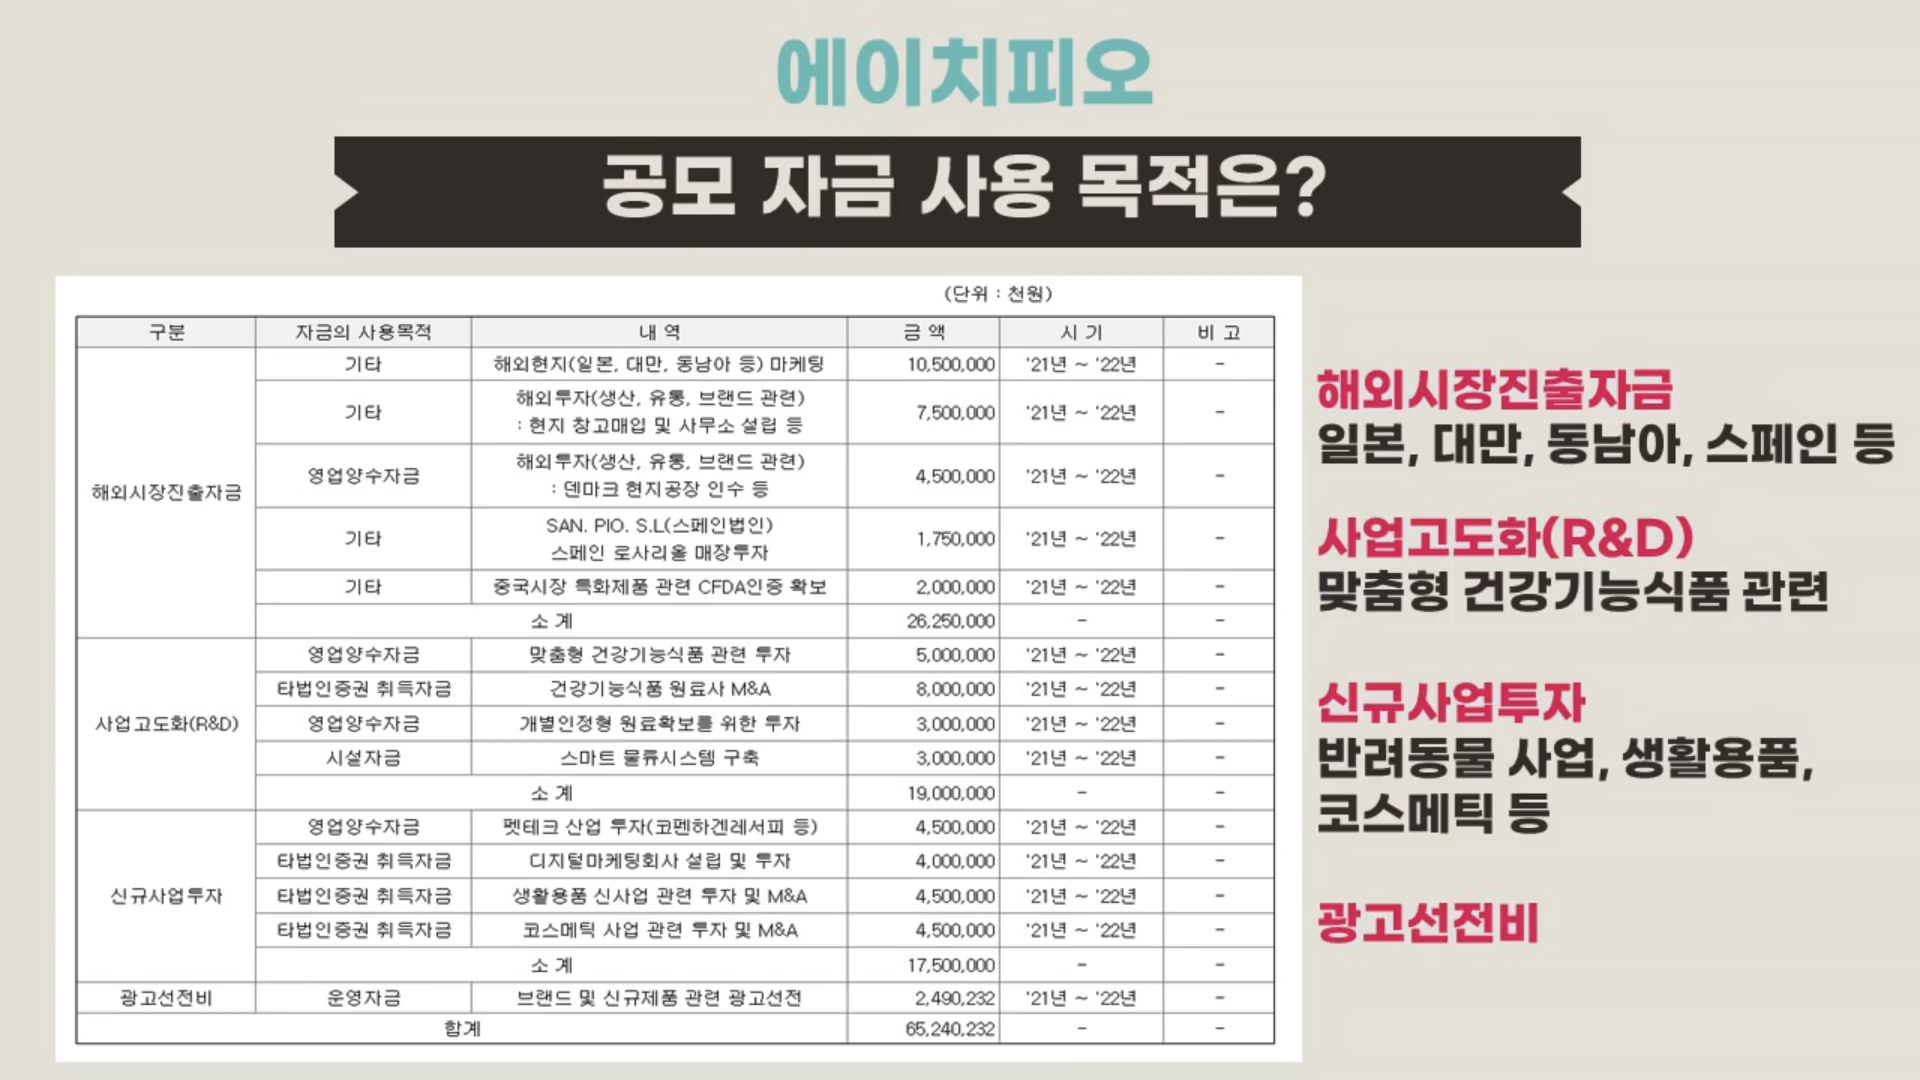 에이치피오
공모 자금 사용 목적은?
(단위 : 천원)
구분 자금의 사용목적 내 역 금 액 시 기 비 고
해외시장진출자금 기타 해외현지(일본, 대만, 동남아 등) 마케팅 10,500,000 '21년 ~ '22년 -
기타 해외투자(생산, 유통, 브랜드 관련)
: 현지 창고매입 및 사무소 설립 등 7,500,000 '21년 ~ '22년 -
영업양수자금 해외투자(생산, 유통, 브랜드 관련)
: 덴마크 현지공장 인수 등 4,500,000 '21년 ~ '22년 -
기타 SAN. PIO. S.L(스페인법인)
스페인 로사리올 매장투자 1,750,000 '21년 ~ '22년 -
기타 중국시장 특화제품 관련 CFDA인증 확보 2,000,000 '21년 ~ '22년 -
소 계 26,250,000 - -
사업고도화(R&D) 영업양수자금 맞춤형 건강기능식품 관련 투자 5,000,000 '21년 ~ '22년 -
타법인증권 취득자금 건강기능식품 원료사 M&A 8,000,000 '21년 ~ '22년 -
영업양수자금 개별인정형 원료확보를 위한 투자 3,000,000 '21년 ~ '22년 -
시설자금 스마트 물류시스템 구축 3,000,000 '21년 ~ '22년 -
소 계 19,000,000 - -
신규사업투자 영업양수자금 펫테크 산업 투자(코펜하겐레서피 등) 4,500,000 '21년 ~ '22년 -
타법인증권 취득자금 디지털마케팅회사 설립 및 투자 4,000,000 '21년 ~ '22년 -
타법인증권 취득자금 생활용품 신사업 관련 투자 및 M&A 4,500,000 '21년 ~ '22년 -
타법인증권 취득자금 코스메틱 사업 관련 투자 및 M&A 4,500,000 '21년 ~ '22년 -
소 계 17,500,000 - -
광고선전비 운영자금 브랜드 및 신규제품 관련 광고선전 2,490,232 '21년 ~ '22년 -
합계 65,240,232 - -
해외시장진출자금
일본, 대만, 동남아, 스페인 등
사업고도화(R&D)
맞춤형 건강기능식품 관련
신규사업투자
반려동물 사업, 생활용품,
코스메틱 등
광고선전비